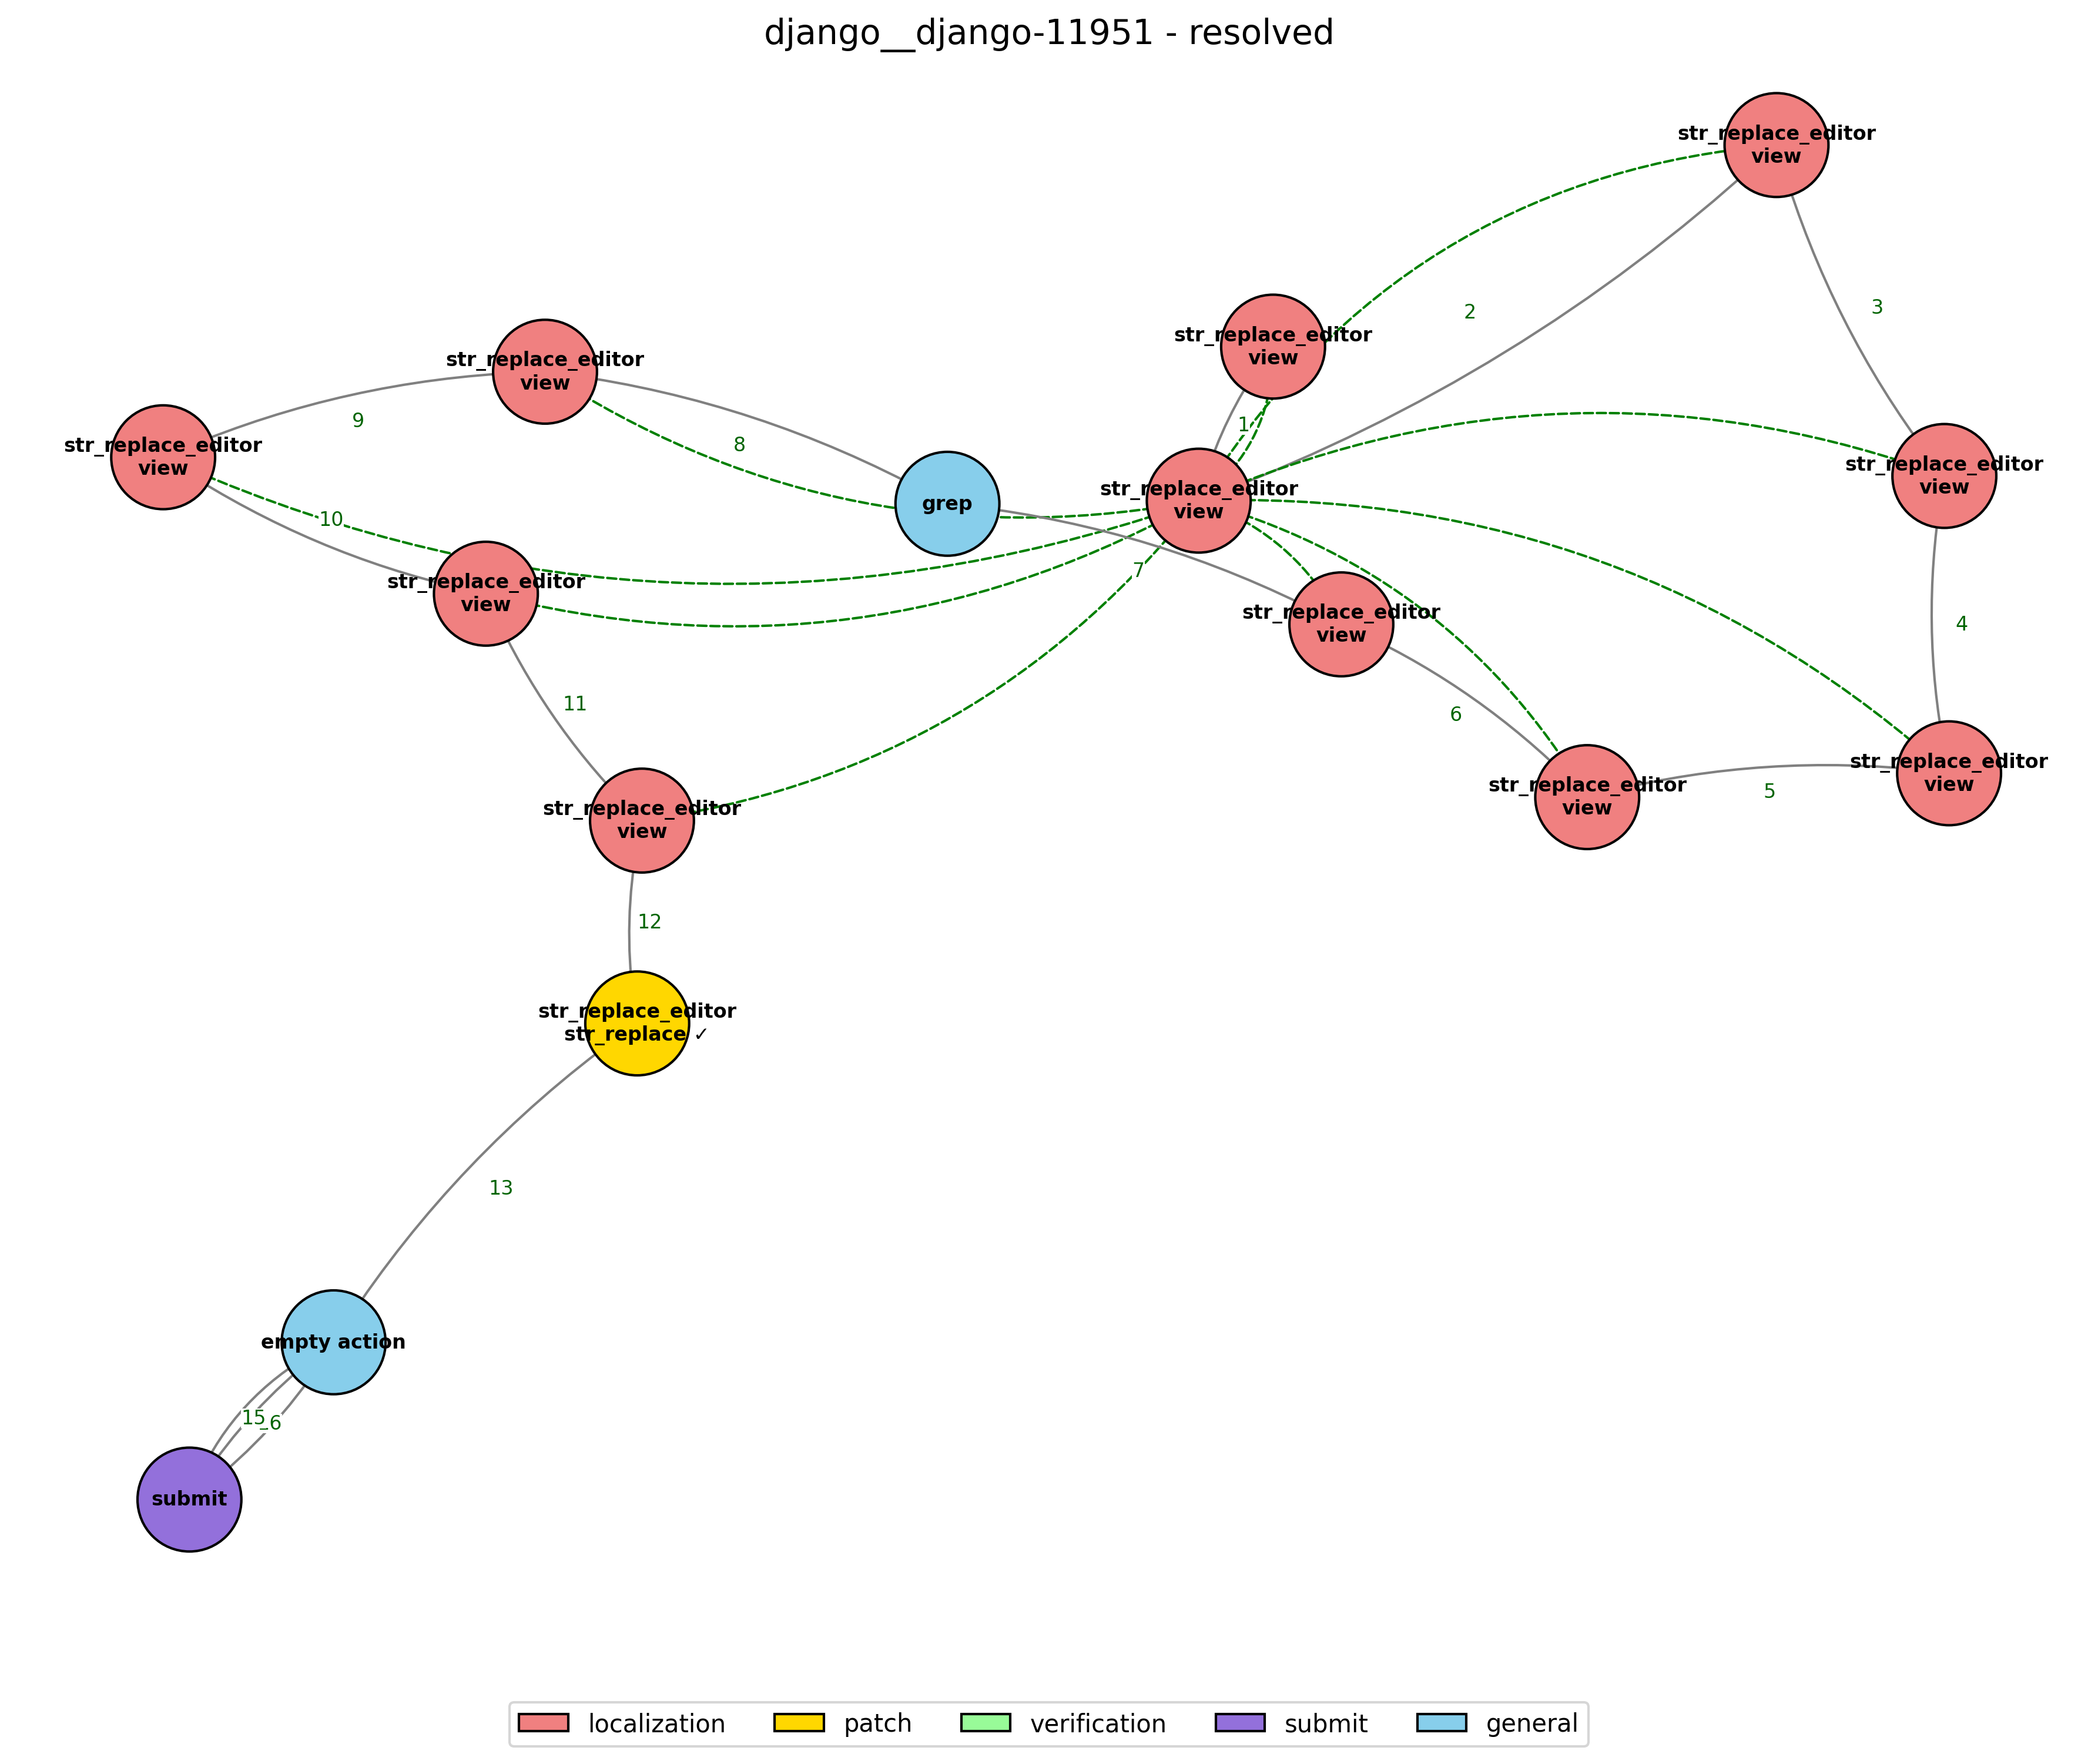 django__django-11951 - resolved
str_replace_editor
view
2
3
str_replace_editor
view
str_replace_editor
view
9
8
1
str_replace_editor
view
str_replace_editor
view
grep
str_replace_editor
view
10
7
str_replace_editor
view
str_replace_editor
view
4
11
6
str_replace_editor
view
str_replace_editor
view
5
str_replace_editor
view
12
str_replace_editor
str_replace ✓
13
empty action
15
6
submit
localization
patch
verification
submit
general